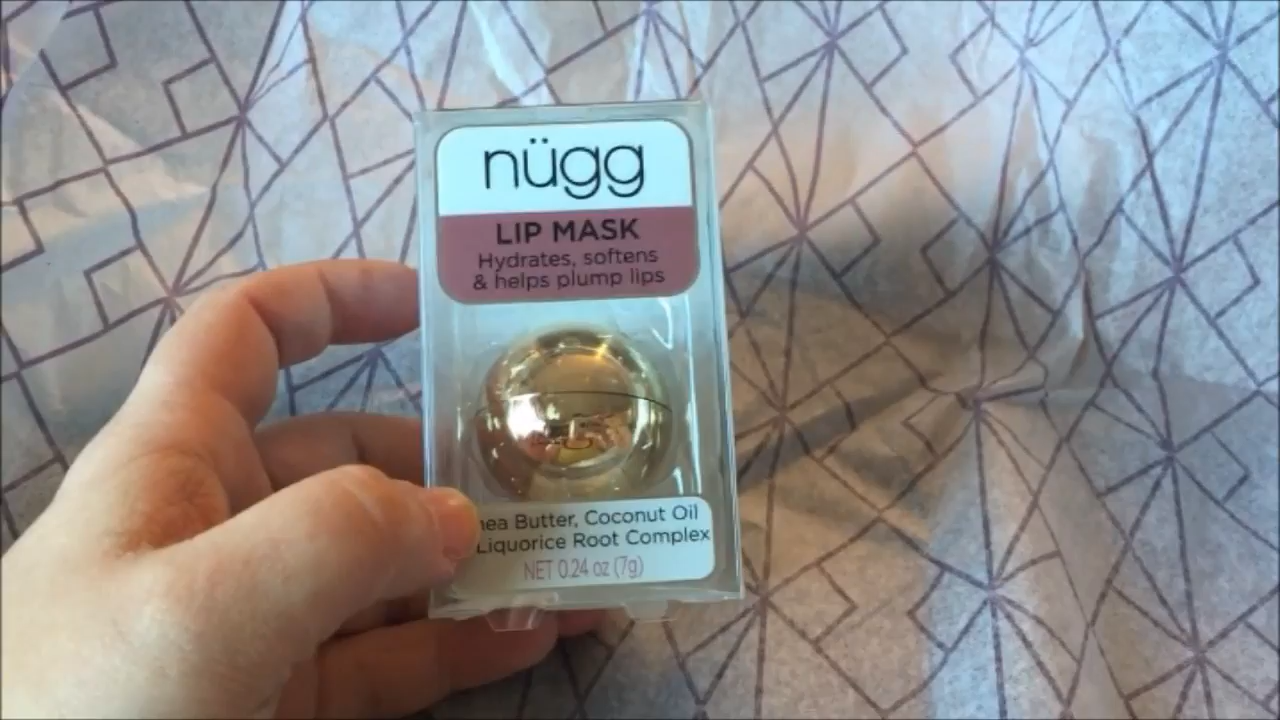 nügg
LIP MASK
Hydrates, softens
& helps plump lips
Butter, Coconut Oil
Liquorice Root Complex
NET 0.24 oz (7g)